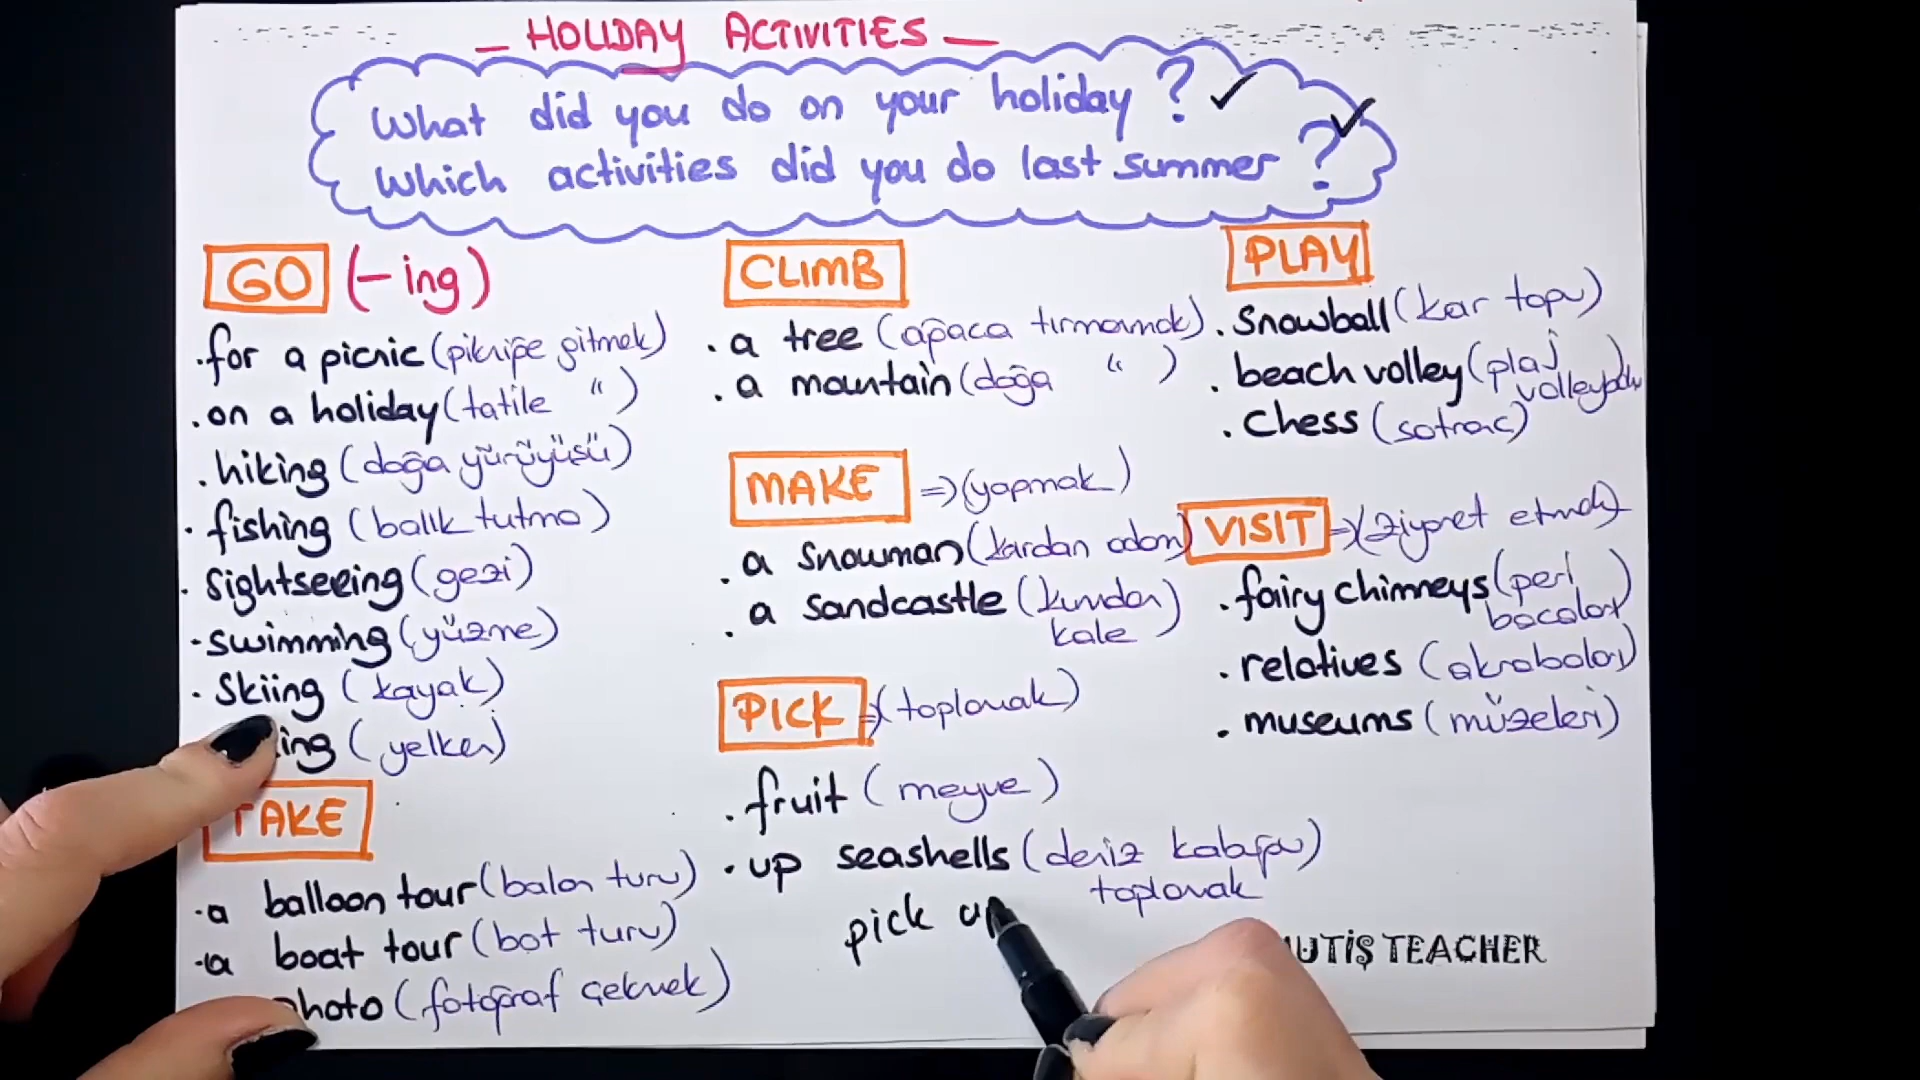 HOLIDAY ACTIVITIES
What did you do on your holiday?
Which activities did you do last summer?
GO (-ing)
for a picnic (pikniğe gitmek)
on a holiday (tatile “)
hiking (doğa yürüyüşü)
fishing (balık tutma)
sightseeing (gezi)
swimming (yüzme)
Skiing (kayak)
ing (yelken)
TAKE
a balloon tour (balon turu)
a boat tour (bot turu)
photo (fotoğraf çekmek)
CLIMB
a tree (ağaca tırmanmak)
a mountain (dağa “)
MAKE => (yapmak)
a snowman (kardan adam)
a sandcastle (kumdan
kale)
PICK => (toplamak)
fruit (meyve)
up seashells (deniz kabuğu)
toplamak
pick up
PLAY
snowball (kar topu)
beach volley (plaj
volleybolu)
Chess (satranç)
VISIT => (ziyaret etmek)
fairy chimneys (peri
bacaları)
relatives (akrabaları)
museums (müzeleri)
UTİŞ TEACHER